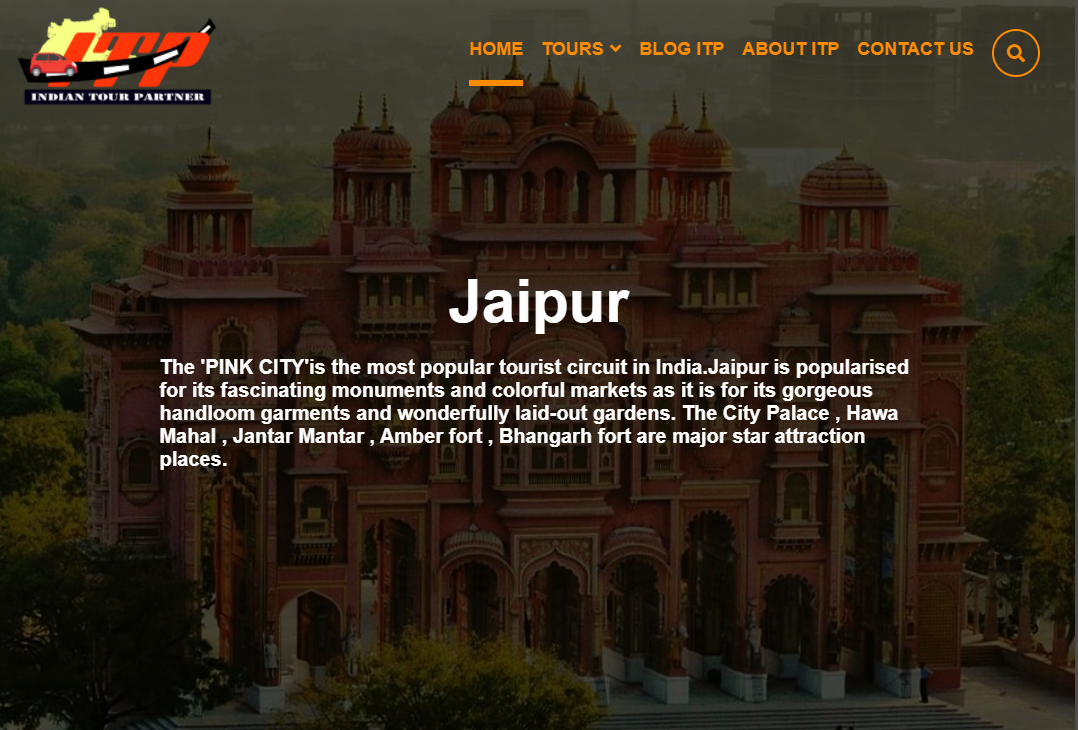 ITP
INDIAN TOUR PARTNER
HOME TOURS BLOG ITP ABOUT ITP CONTACT US
Jaipur
The 'PINK CITY'is the most popular tourist circuit in India.Jaipur is popularised
for its fascinating monuments and colorful markets as it is for its gorgeous
handloom garments and wonderfully laid-out gardens. The City Palace , Hawa
Mahal , Jantar Mantar , Amber fort , Bhangarh fort are major star attraction
places.